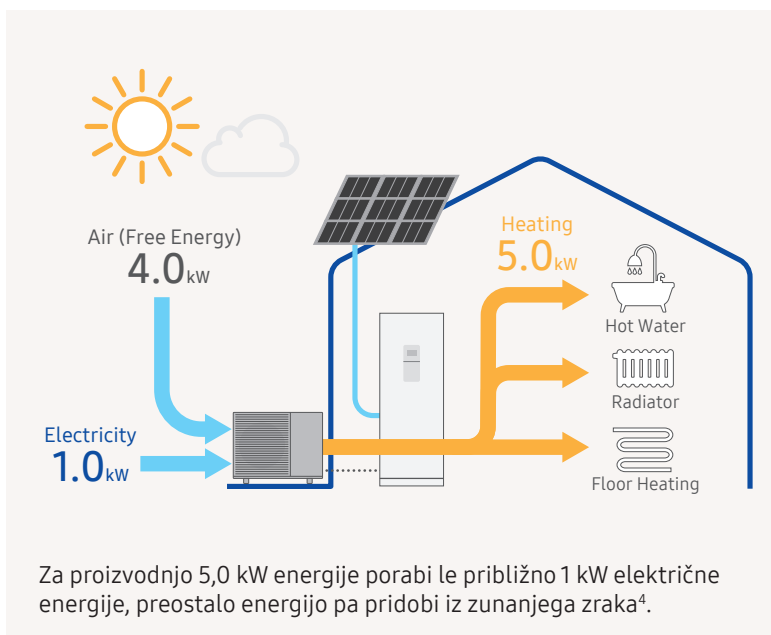 Air (Free Energy)
4.0kW
Electricity
1.0kW
Heating
5.0kW
Hot Water
Radiator
Floor Heating
Za proizvodnjo 5,0 kW energije porabi le približno 1 kW električne
energije, preostalo energijo pa pridobi iz zunanjega zraka⁴.